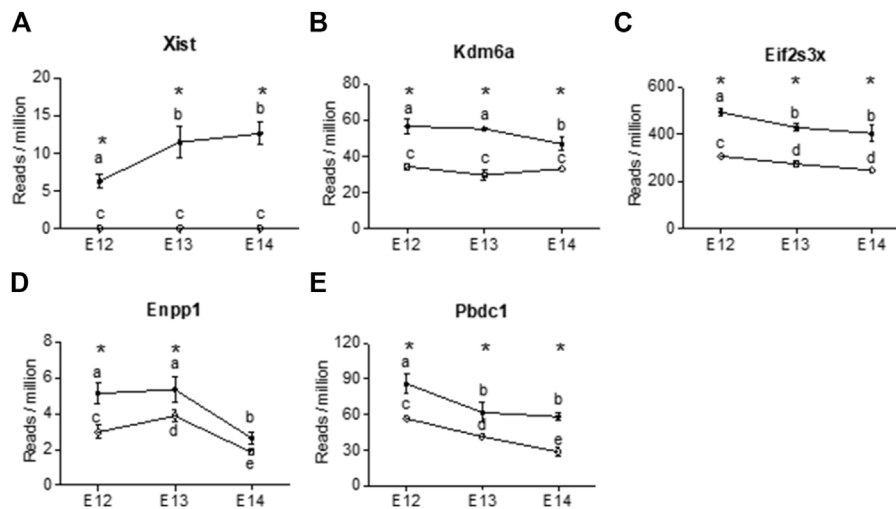 A
Xist
Reads / million
20
15
10
5
0
* * *
a b b
c c c
E12 E13 E14
B
Kdm6a
Reads / million
80
60
40
20
0
* * *
a a b
c c c
E12 E13 E14
C
Eif2s3x
Reads / million
600
400
200
0
* * *
a b b
c d d
E12 E13 E14
D
Enpp1
Reads / million
8
6
4
2
0
* *
a a b
c d e
E12 E13 E14
E
Pbdc1
Reads / million
120
90
60
30
0
* * *
a b b
c d e
E12 E13 E14